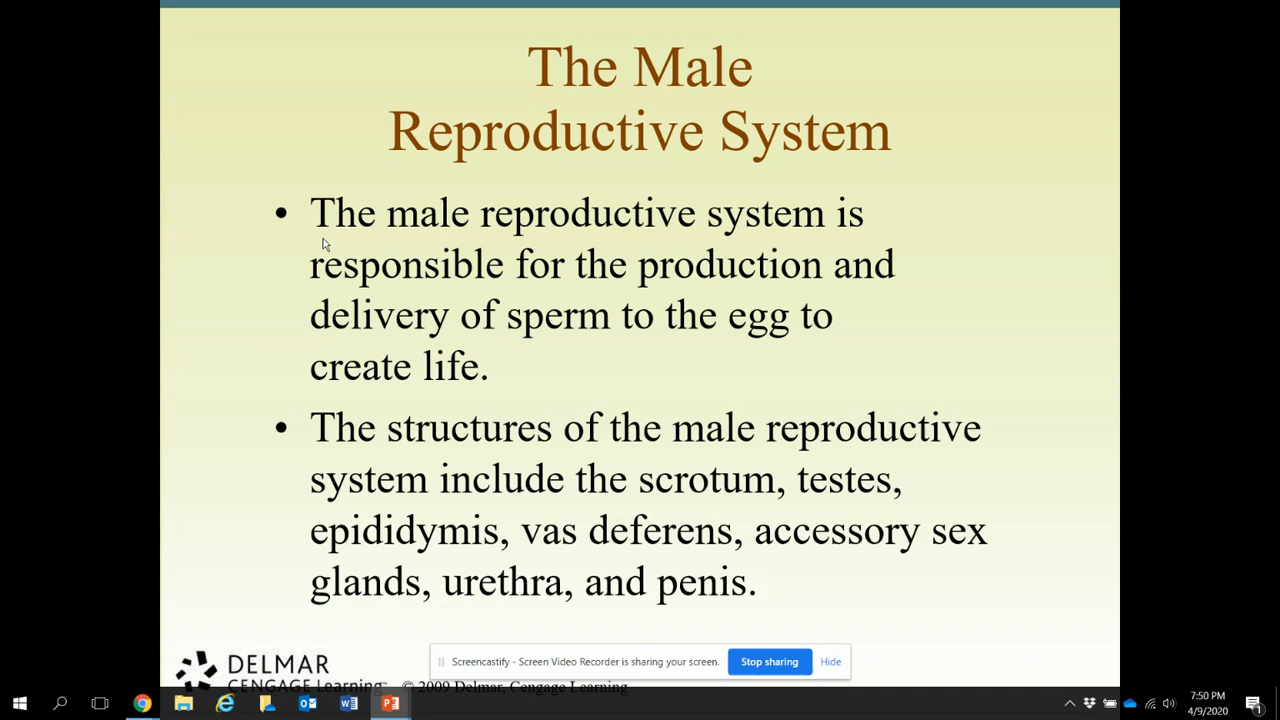 The Male
Reproductive System
• The male reproductive system is
responsible for the production and
delivery of sperm to the egg to
create life.
• The structures of the male reproductive
system include the scrotum, testes,
epididymis, vas deferens, accessory sex
glands, urethra, and penis.
DELMAR
CENGAGE Learning™
© 2009 Delmar, Cengage Learning
Screencastify - Screen Video Recorder is sharing your screen.
Stop sharing
Hide
7:50 PM
4/9/2020
1